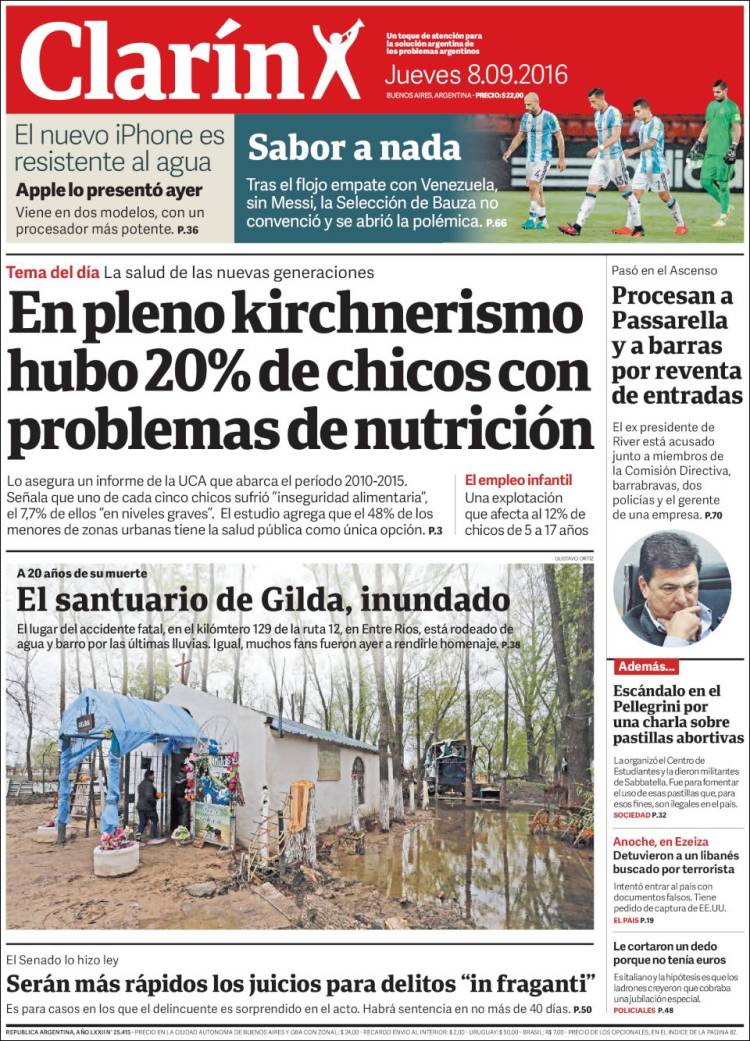 Clarín
Un toque de atención para
la solución argentina de
los problemas argentinos
Jueves 8.09.2016
BUENOS AIRES, ARGENTINA - PRECIO: $ 22,00
El nuevo iPhone es
resistente al agua
Apple lo presentó ayer
Viene en dos modelos, con un
procesador más potente. P.36
Sabor a nada
Tras el flojo empate con Venezuela,
sin Messi, la Selección de Bauza no
convenció y se abrió la polémica. P.66
Tema del día La salud de las nuevas generaciones
En pleno kirchnerismo
hubo 20% de chicos con
problemas de nutrición
Lo asegura un informe de la UCA que abarca el período 2010-2015.
Señala que uno de cada cinco chicos sufrió "inseguridad alimentaria",
el 7,7% de ellos "en niveles graves". El estudio agrega que el 48% de los
menores de zonas urbanas tiene la salud pública como única opción. P.3
El empleo infantil
Una explotación
que afecta al 12% de
chicos de 5 a 17 años
GUSTAVO ORTIZ
A 20 años de su muerte
El santuario de Gilda, inundado
El lugar del accidente fatal, en el kilómtero 129 de la ruta 12, en Entre Ríos, está rodeado de
agua y barro por las últimas lluvias. Igual, muchos fans fueron ayer a rendirle homenaje. P.38
El Senado lo hizo ley
Serán más rápidos los juicios para delitos "in fraganti"
Es para casos en los que el delincuente es sorprendido en el acto. Habrá sentencia en no más de 40 días. P.50
Pasó en el Ascenso
Procesan a
Passarella
y a barras
por reventa
de entradas
El ex presidente de
River está acusado
junto a miembros de
la Comisión Directiva,
barrabravas, dos
policías y el gerente
de una empresa. P.70
Además...
Escándalo en el
Pellegrini por
una charla sobre
pastillas abortivas
La organizó el Centro de
Estudiantes y la dieron militantes
de Sabbatella. Fue para fomentar
el uso de esas pastillas que, para
esos fines, son ilegales en el país.
SOCIEDAD P.32
Anoche, en Ezeiza
Detuvieron a un libanés
buscado por terrorista
Intentó entrar al país con
documentos falsos. Tiene
pedido de captura de EE.UU.
EL PAIS P.19
Le cortaron un dedo
porque no tenía euros
Es italiano y la hipótesis es que los
ladrones creyeron que cobraba
una jubilación especial.
POLICIALES P.48
REPUBLICA ARGENTINA, AÑO LXXII N° 25.415 - PRECIO EN LA CIUDAD AUTONOMA DE BUENOS AIRES Y GBA CON ZONAL: $ 24,00 - RECARGO ENVIO AL INTERIOR: $ 2,00 - URUGUAY: $ 50,00 - BRASIL: R$ 7,00 - PRECIO DE LOS OPCIONALES, EN EL INDICE DE LA PAGINA 82.